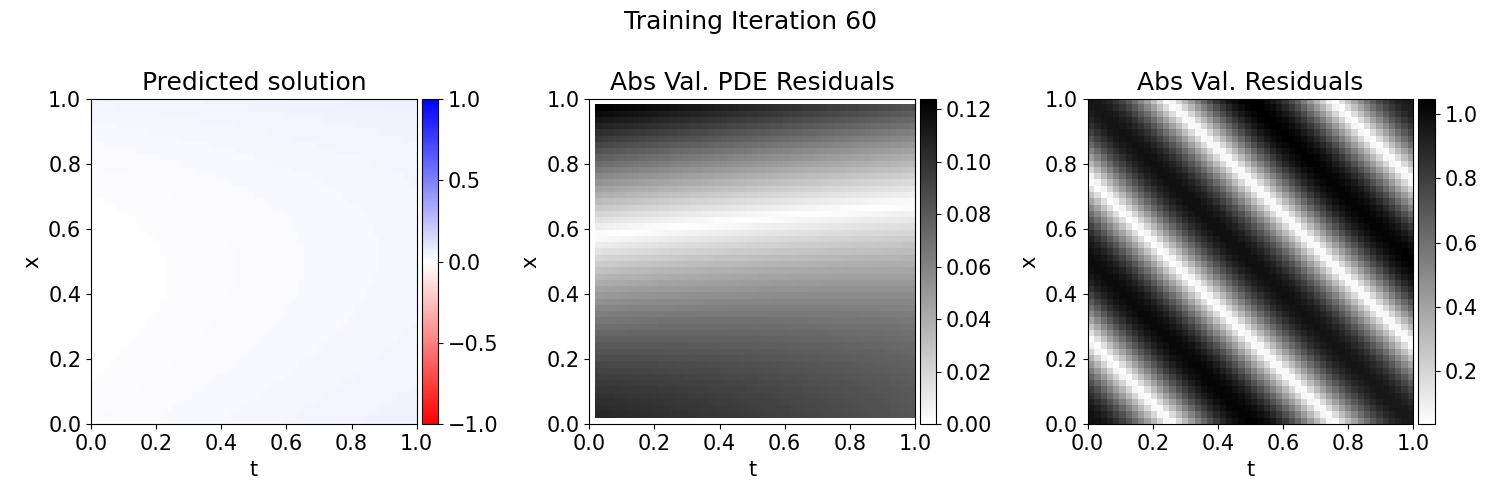 Training Iteration 60
Predicted solution
1.0
0.8
0.6
0.4
0.2
0.0
x
0.0 0.2 0.4 0.6 0.8 1.0
t
1.0
0.5
0.0
−0.5
−1.0
Abs Val. PDE Residuals
1.0
0.8
0.6
0.4
0.2
0.0
x
0.0 0.2 0.4 0.6 0.8 1.0
t
0.12
0.10
0.08
0.06
0.04
0.02
0.00
Abs Val. Residuals
1.0
0.8
0.6
0.4
0.2
0.0
x
0.0 0.2 0.4 0.6 0.8 1.0
t
1.0
0.8
0.6
0.4
0.2